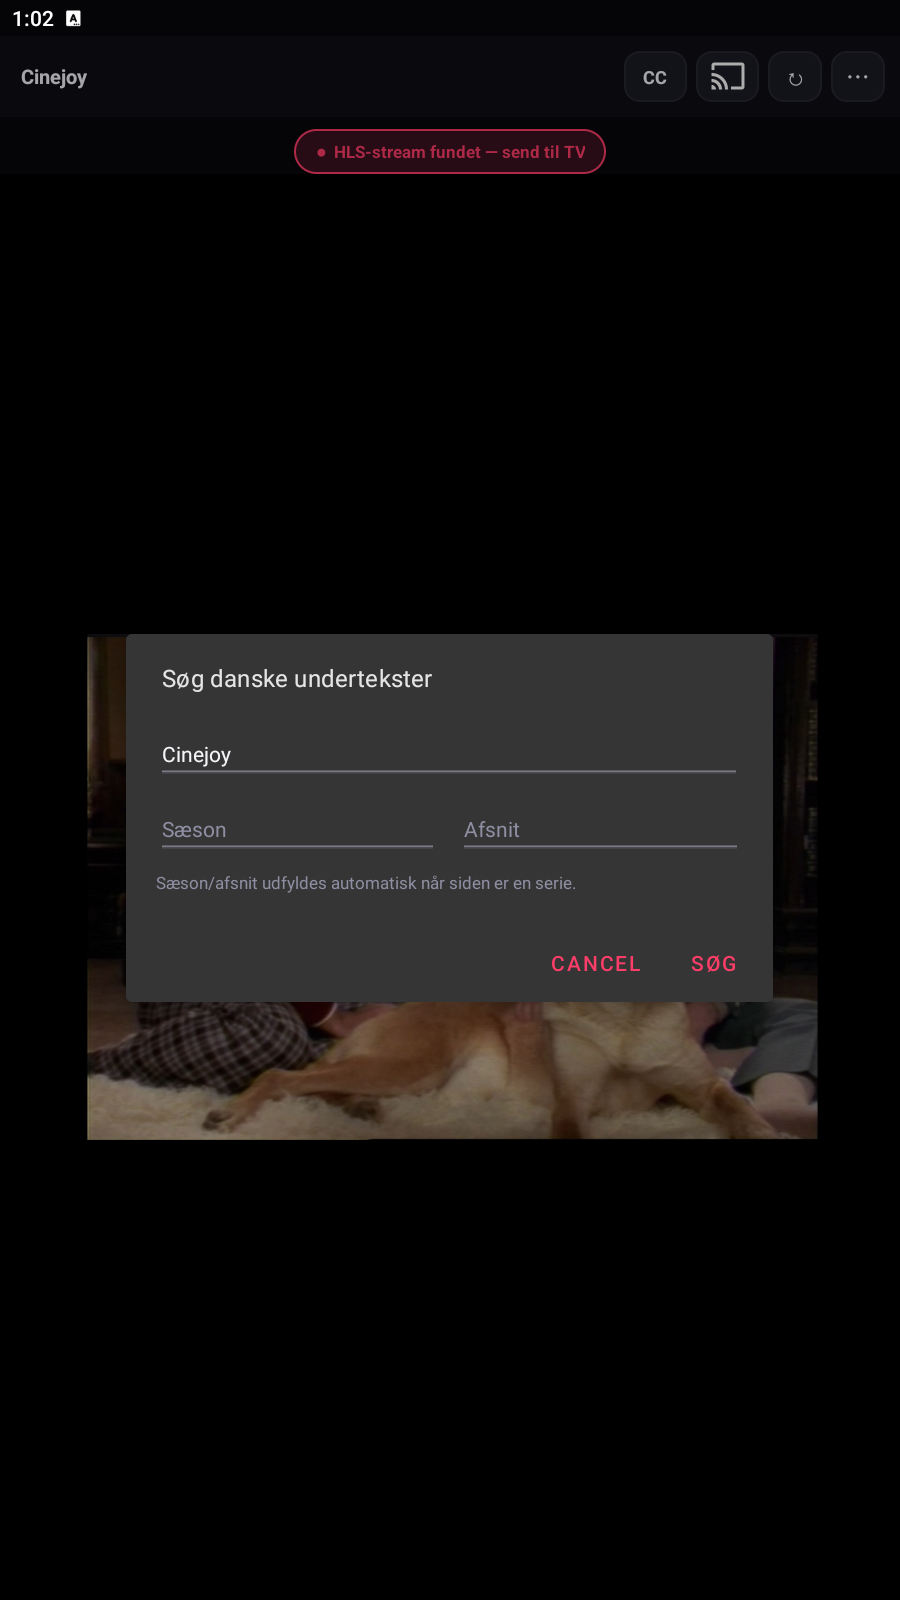 1:02 A
Cinejoy
CC
HLS-stream fundet — send til TV
Søg danske undertekster
Cinejoy
Sæson Afsnit
Sæson/afsnit udfyldes automatisk når siden er en serie.
CANCEL SØG